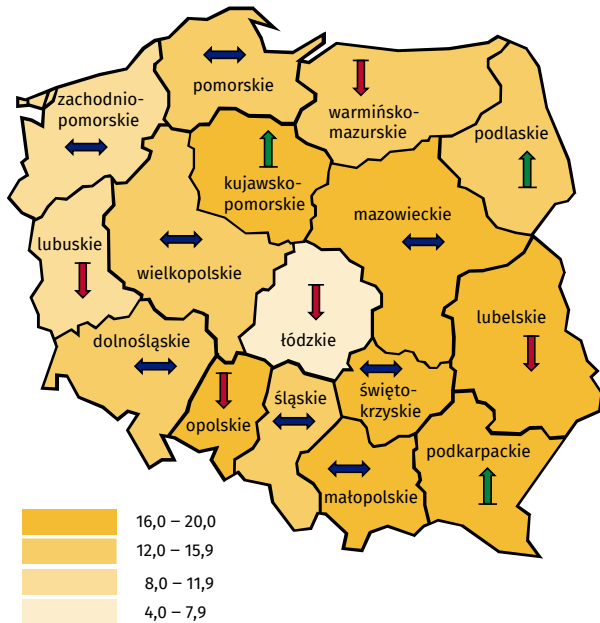 pomorskie
zachodnio-
pomorskie
warmińsko-
mazurskie
podlaskie
kujawsko-
pomorskie
mazowieckie
lubuskie
wielkopolskie
łódzkie
lubelskie
dolnośląskie
opolskie
śląskie
święto-
krzyskie
podkarpackie
małopolskie
16,0 – 20,0
12,0 – 15,9
8,0 – 11,9
4,0 – 7,9